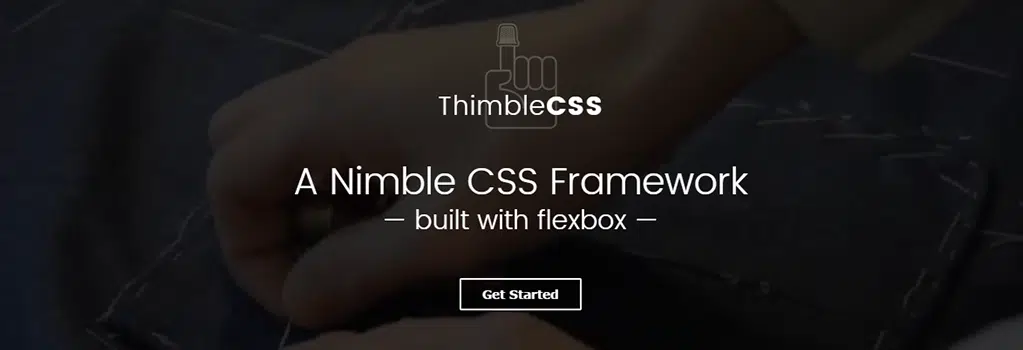 ThimbleCSS
A Nimble CSS Framework
— built with flexbox —
Get Started